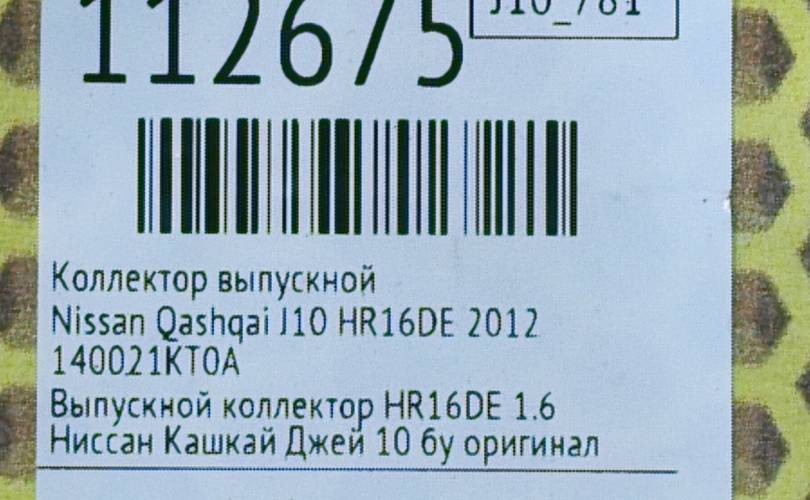 J10_781
112675
Коллектор выпускной
Nissan Qashqai J10 HR16DE 2012
140021KT0A
Выпускной коллектор HR16DE 1.6
Ниссан Кашкай Джей 10 бу оригинал